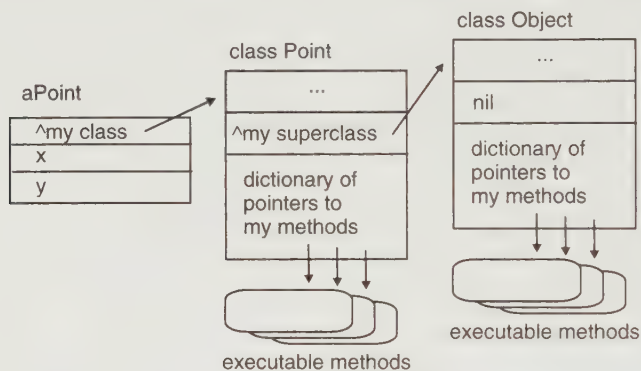 aPoint
^my class
x
y
class Point
...
^my superclass
dictionary of
pointers to
my methods
executable methods
class Object
...
nil
dictionary of
pointers to
my methods
executable methods